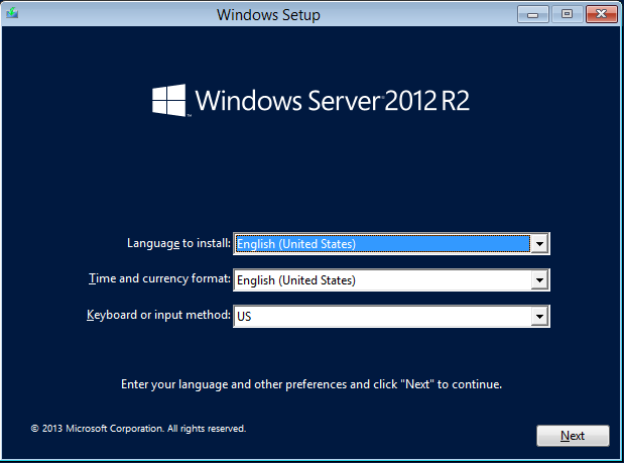 Windows Setup
Windows Server 2012 R2
Language to install: English (United States)
Time and currency format: English (United States)
Keyboard or input method: US
Enter your language and other preferences and click "Next" to continue.
© 2013 Microsoft Corporation. All rights reserved.
Next